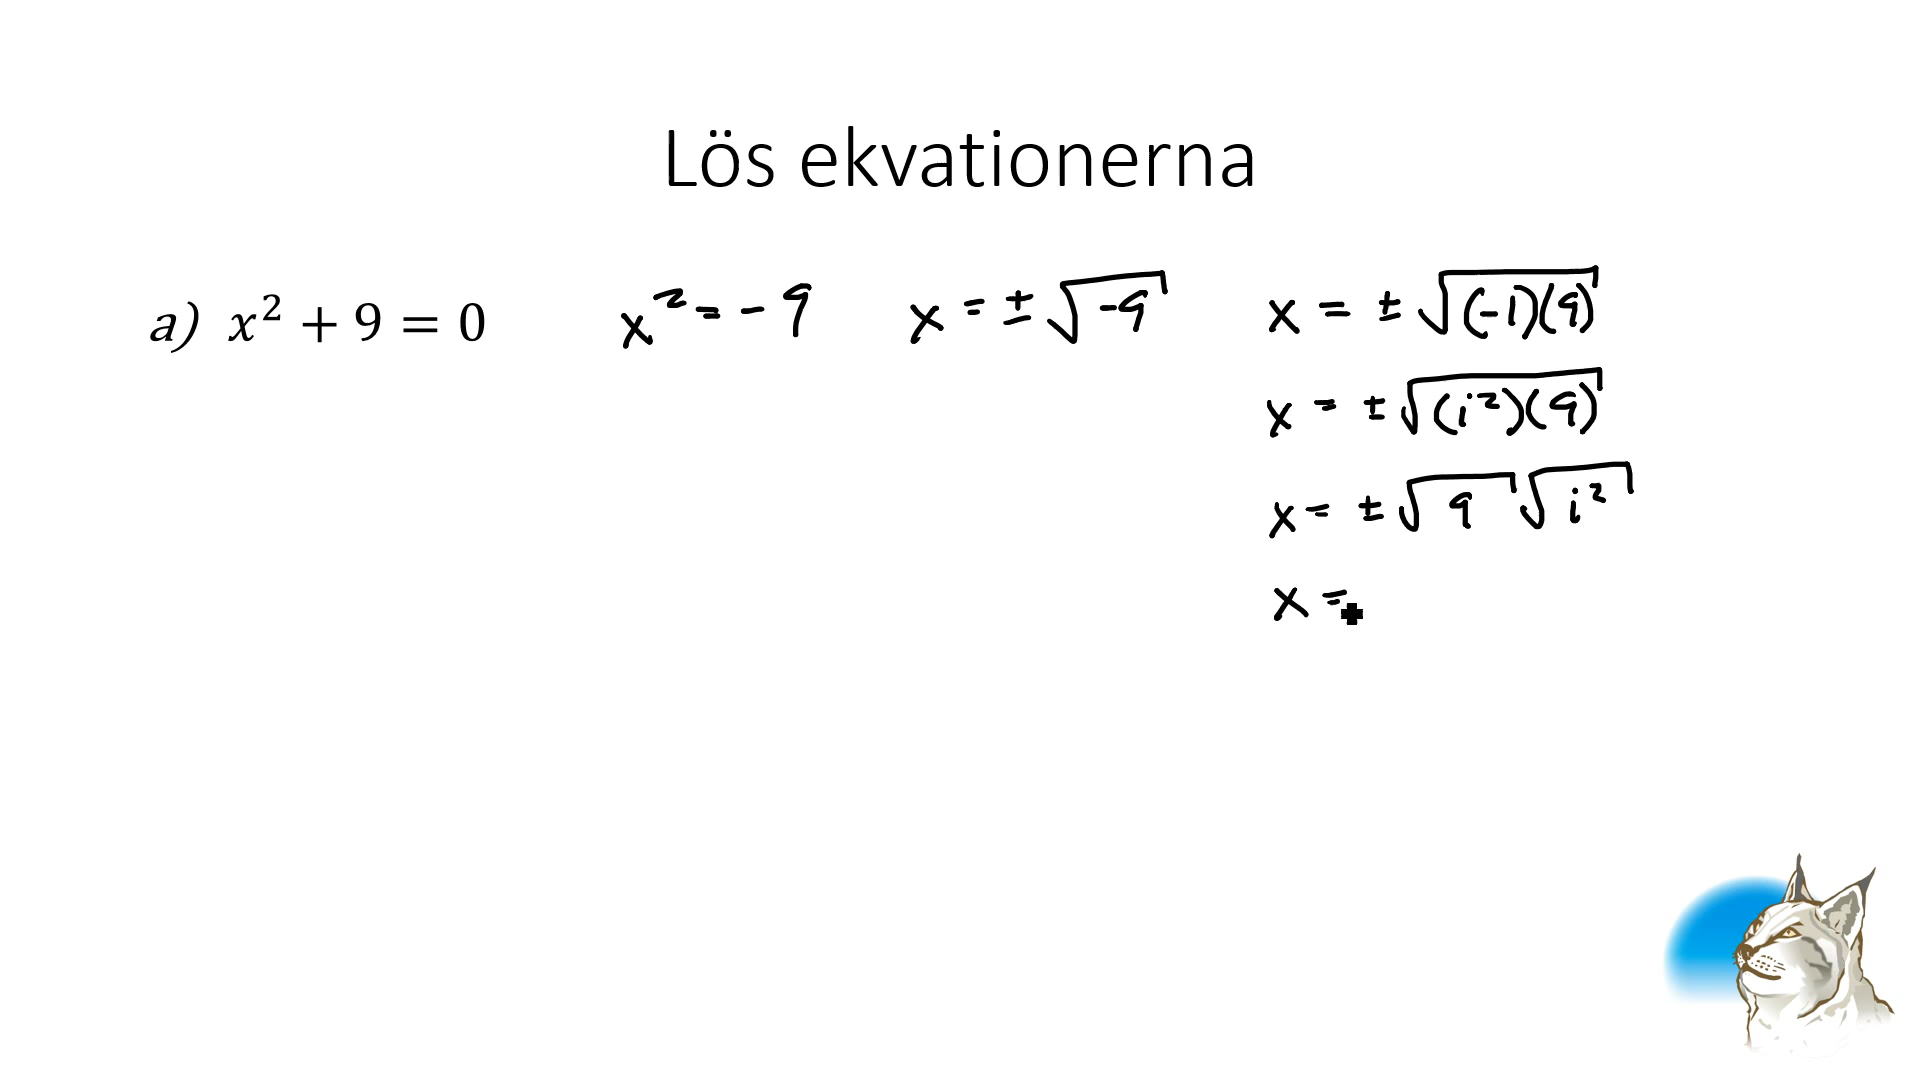 Lös ekvationerna
a) x² + 9 = 0 x² = -9 x = ± √-9 x = ± √(-1)(9)
x = ± √(i²)(9)
x = ± √9 √i²
x =